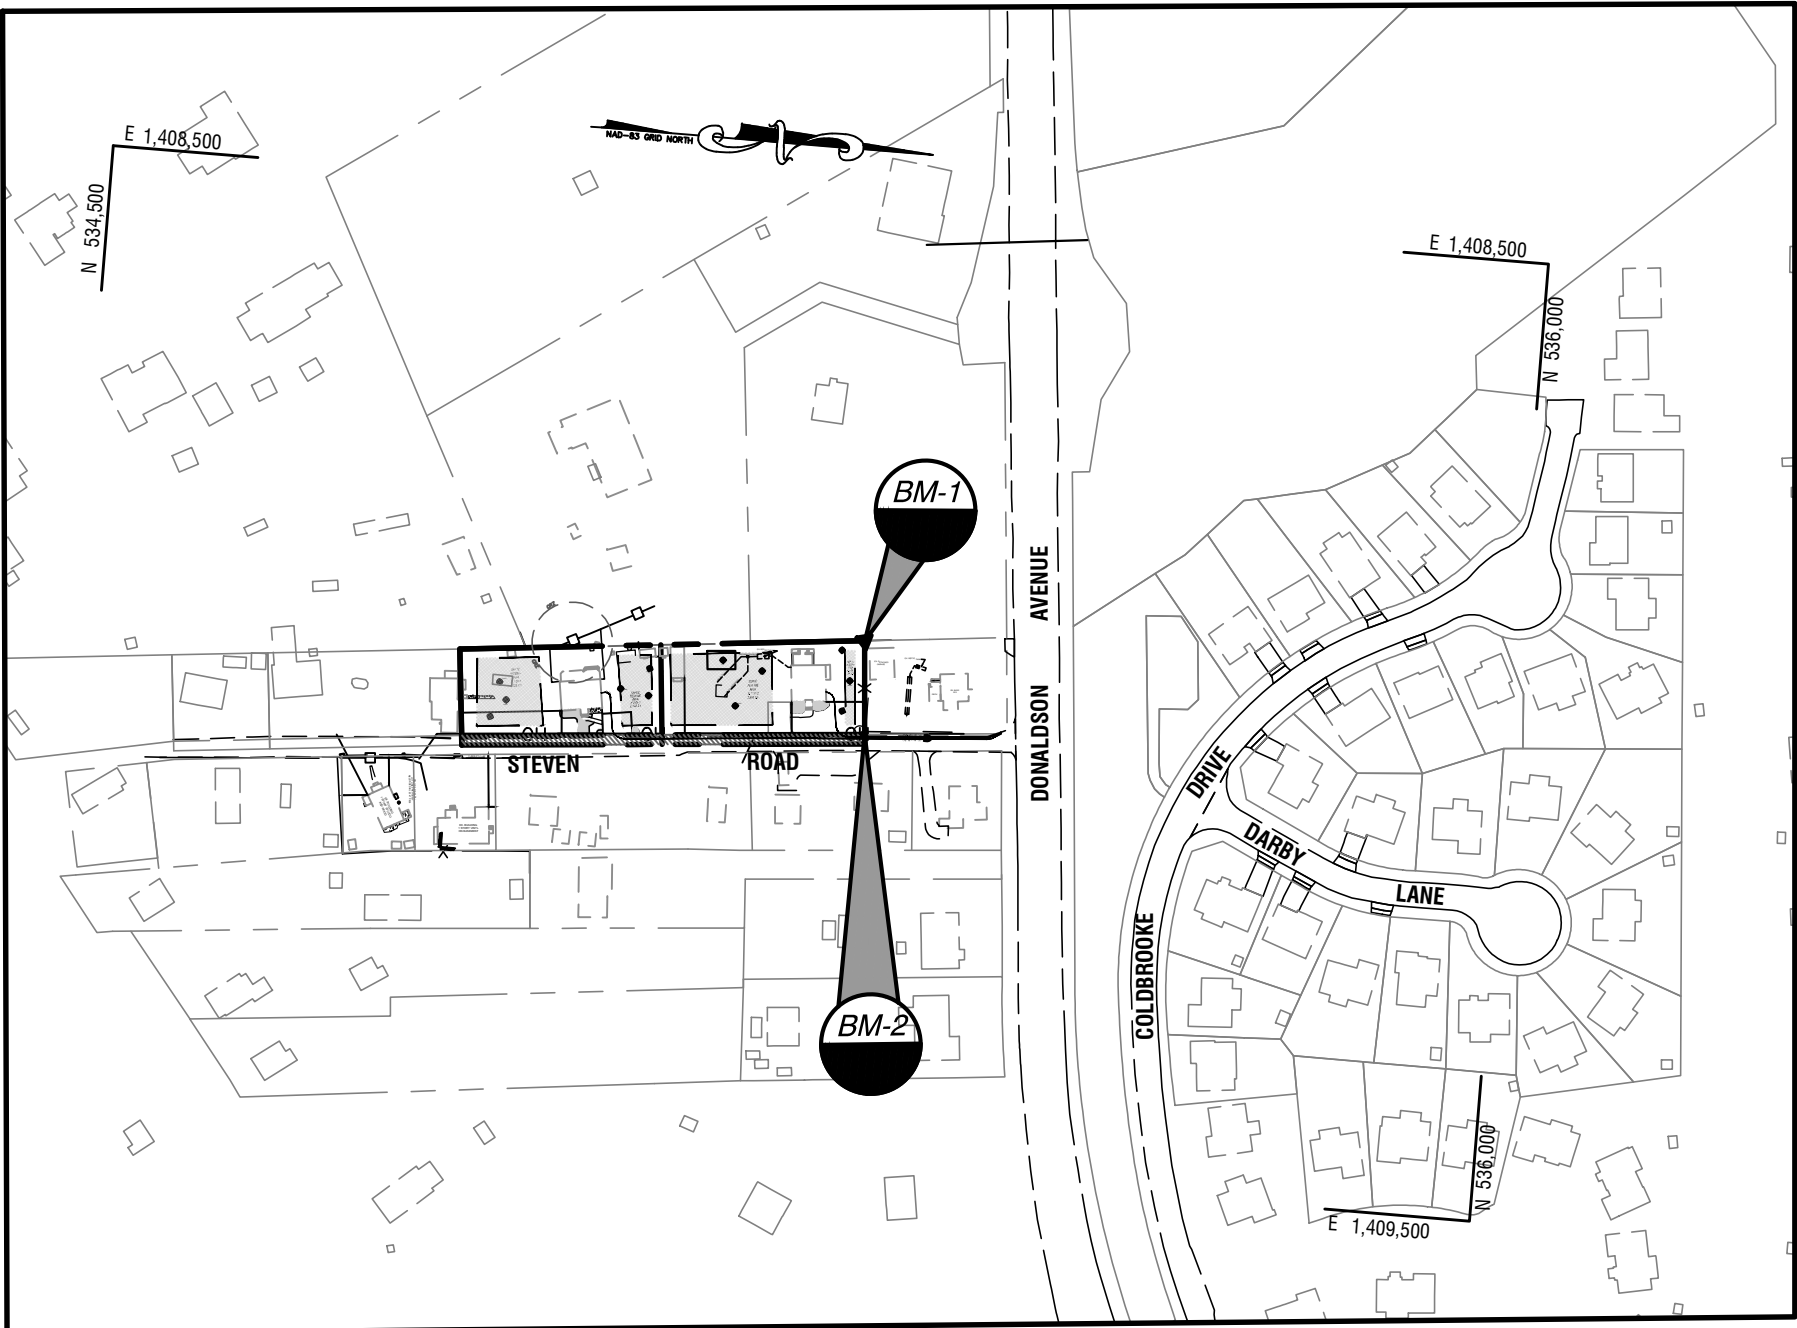 E 1,408,500
N 534,500
NAD-83 GRID NORTH
E 1,408,500
N 536,000
BM-1
DONALDSON AVENUE
STEVEN ROAD
DRIVE
DARBY
LANE
COLDBROOKE
BM-2
N 536,000
E 1,409,500